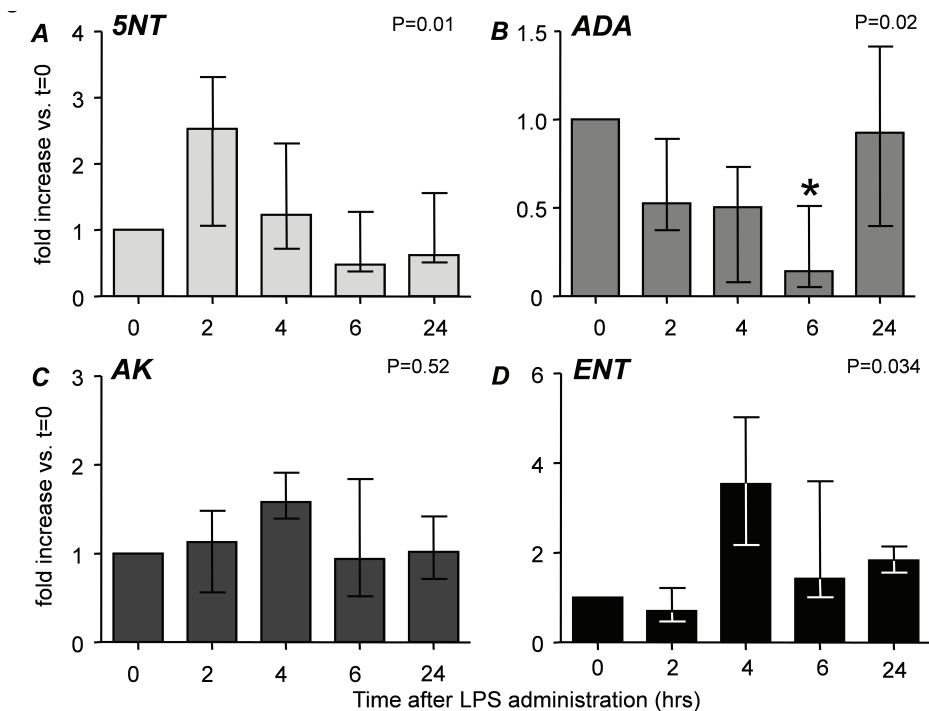 A 5NT P=0.01
fold increase vs. t=0
4
3
2
1
0
0 2 4 6 24
B ADA P=0.02
1.5
1.0
0.5
0
*
0 2 4 6 24
C AK P=0.52
fold increase vs. t=0
3
2
1
0
0 2 4 6 24
D ENT P=0.034
6
4
2
0
0 2 4 6 24
Time after LPS administration (hrs)